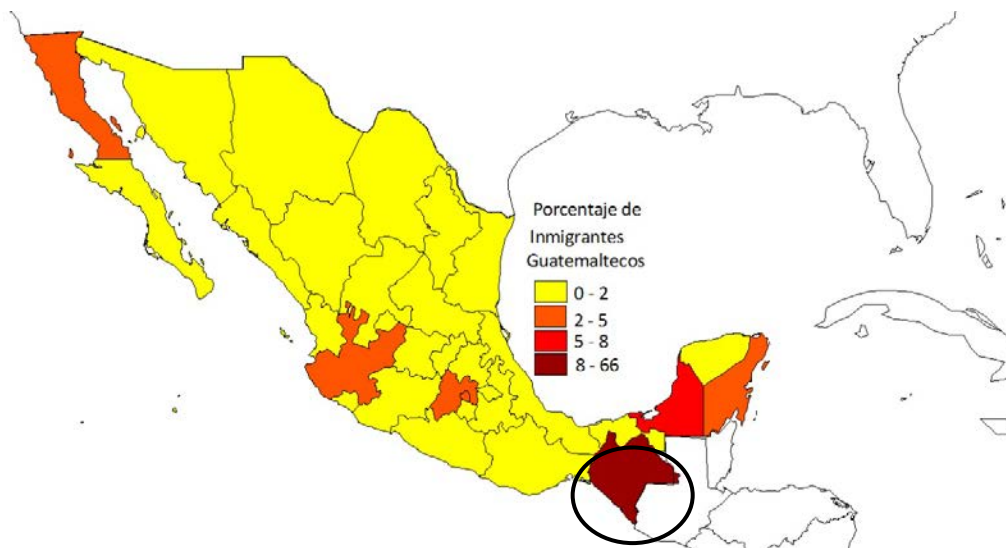 Porcentaje de
Inmigrantes
Guatemaltecos
0 - 2
2 - 5
5 - 8
8 - 66